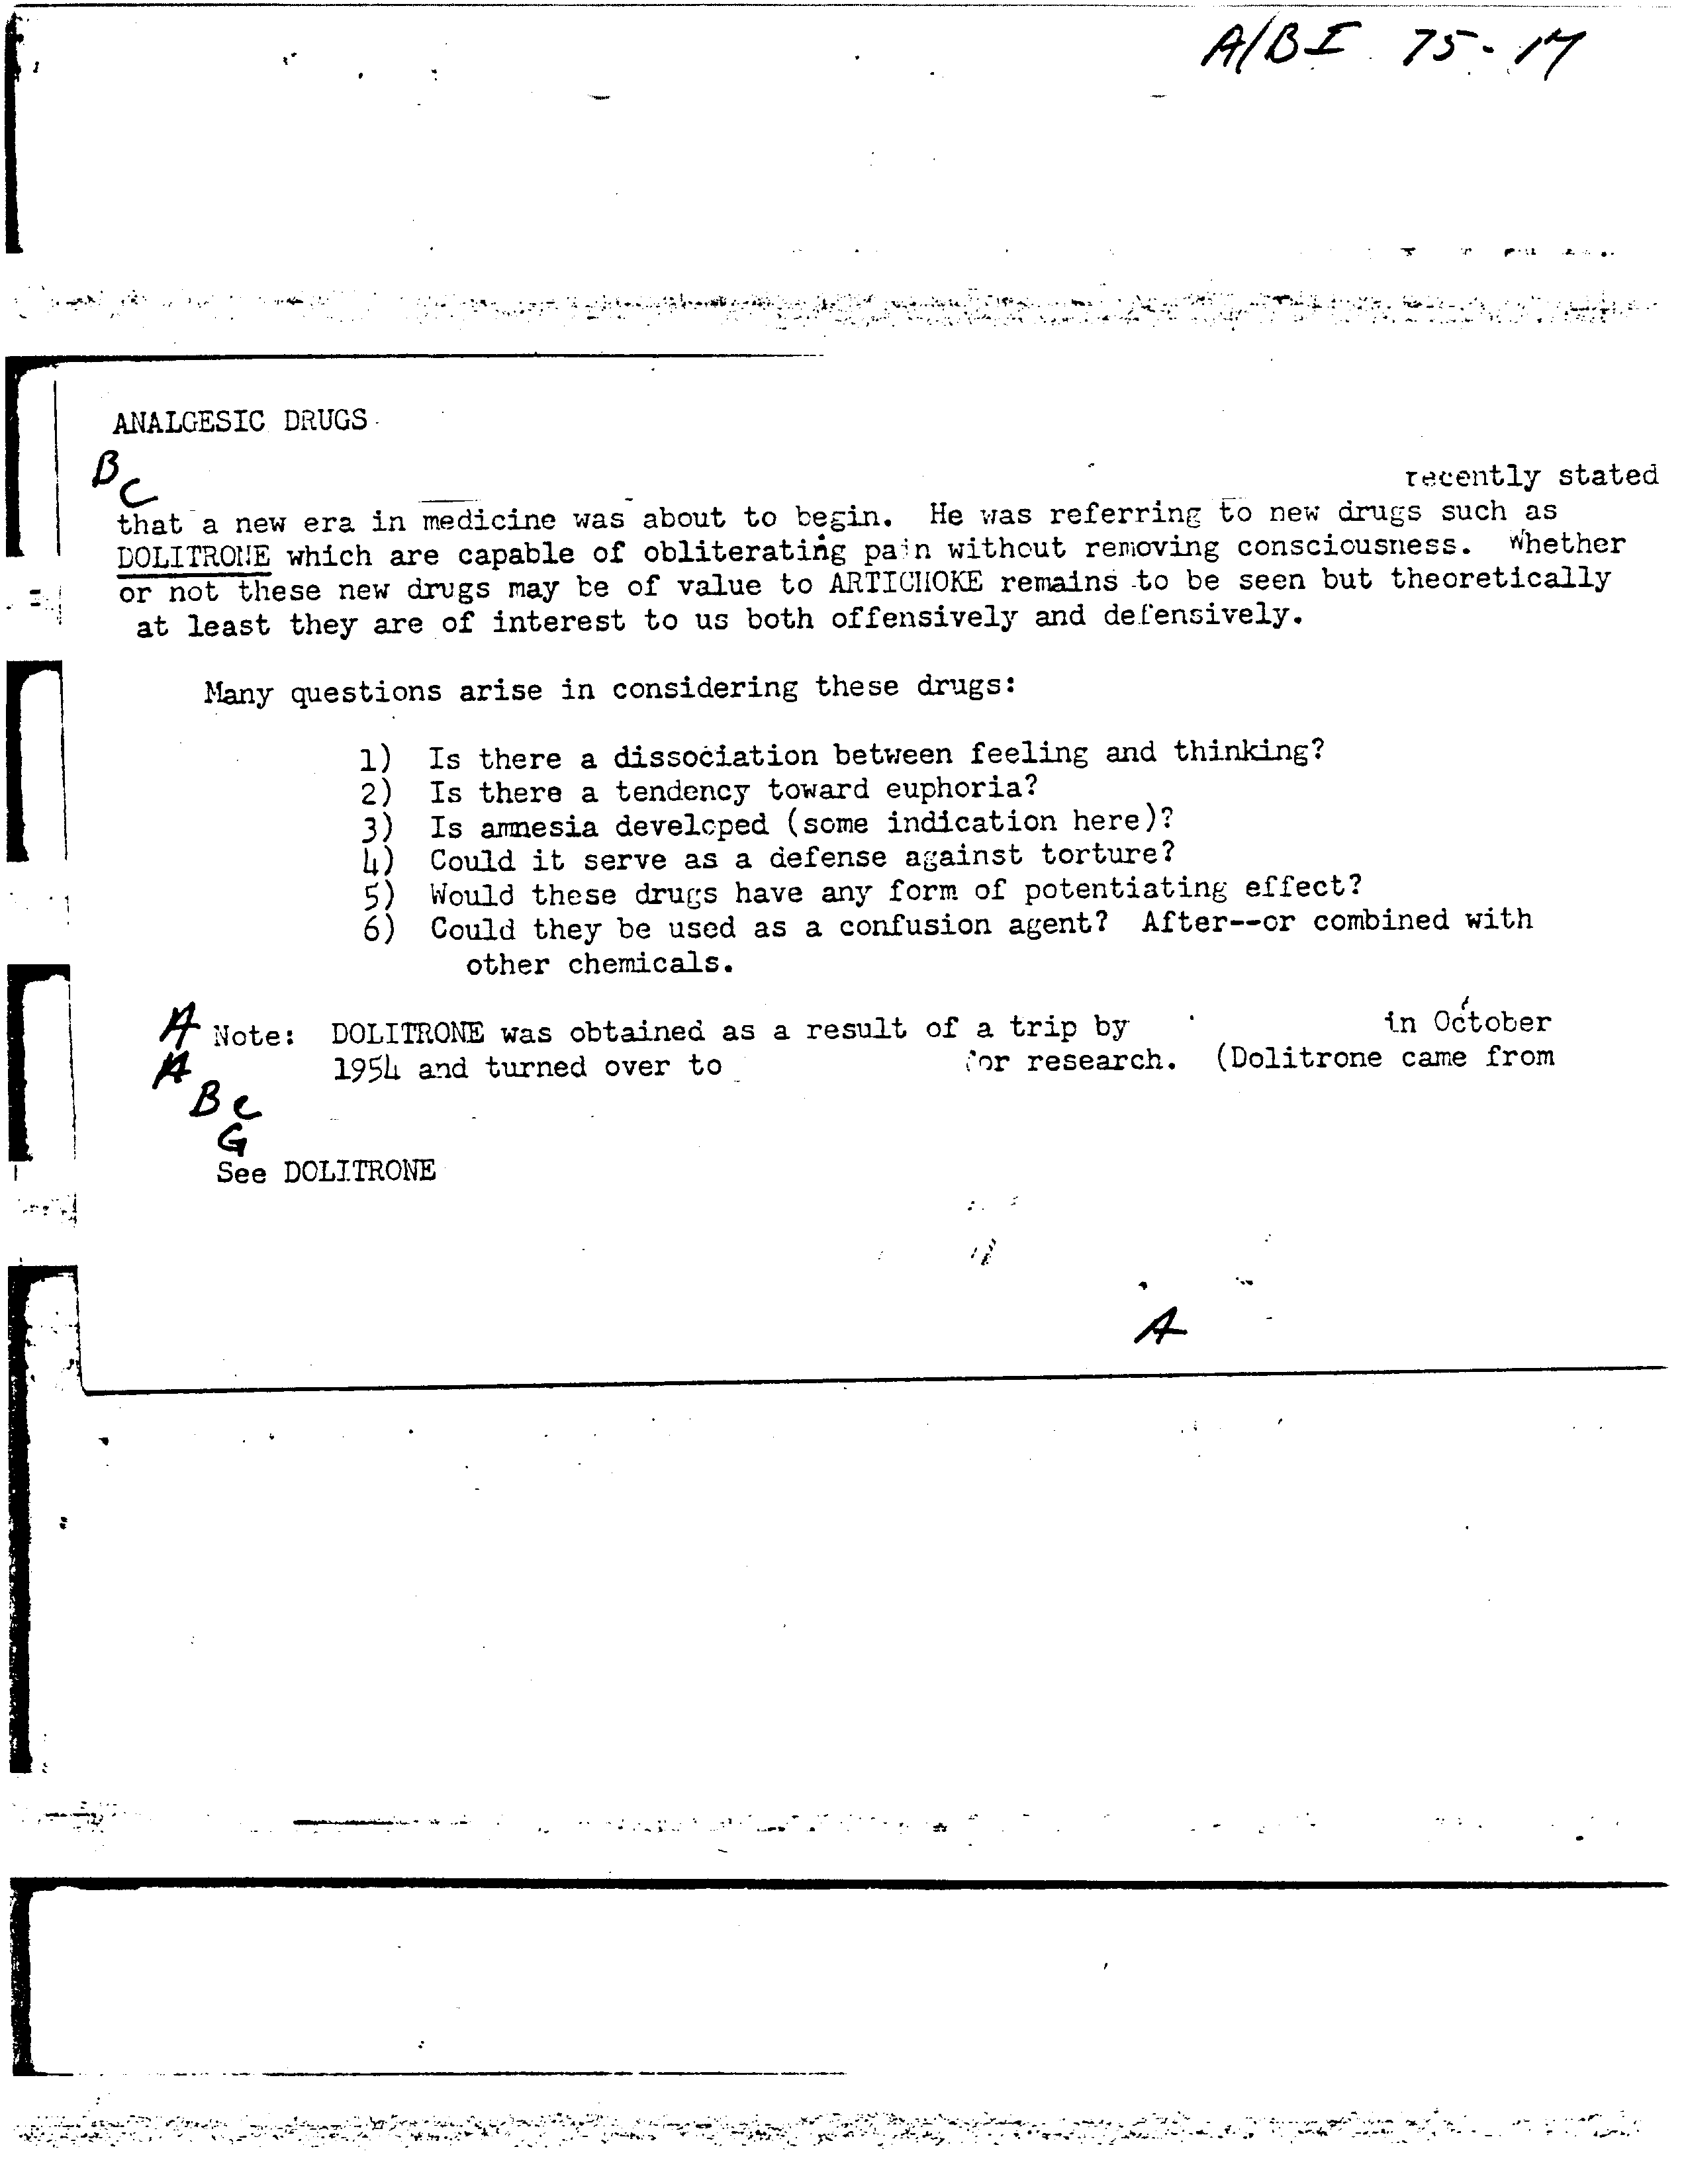 A/BI 75-17
ANALGESIC DRUGS
B
C
recently stated
that a new era in medicine was about to begin. He was referring to new drugs such as
DOLITRONE which are capable of obliterating pain without removing consciousness. Whether
or not these new drugs may be of value to ARTICHOKE remains to be seen but theoretically
at least they are of interest to us both offensively and defensively.
Many questions arise in considering these drugs:
1) Is there a dissociation between feeling and thinking?
2) Is there a tendency toward euphoria?
3) Is amnesia developed (some indication here)?
4) Could it serve as a defense against torture?
5) Would these drugs have any form of potentiating effect?
6) Could they be used as a confusion agent? After--or combined with
other chemicals.
A Note: DOLITRONE was obtained as a result of a trip by in October
A 1954 and turned over to for research. (Dolitrone came from
B C
G
See DOLITRONE
A